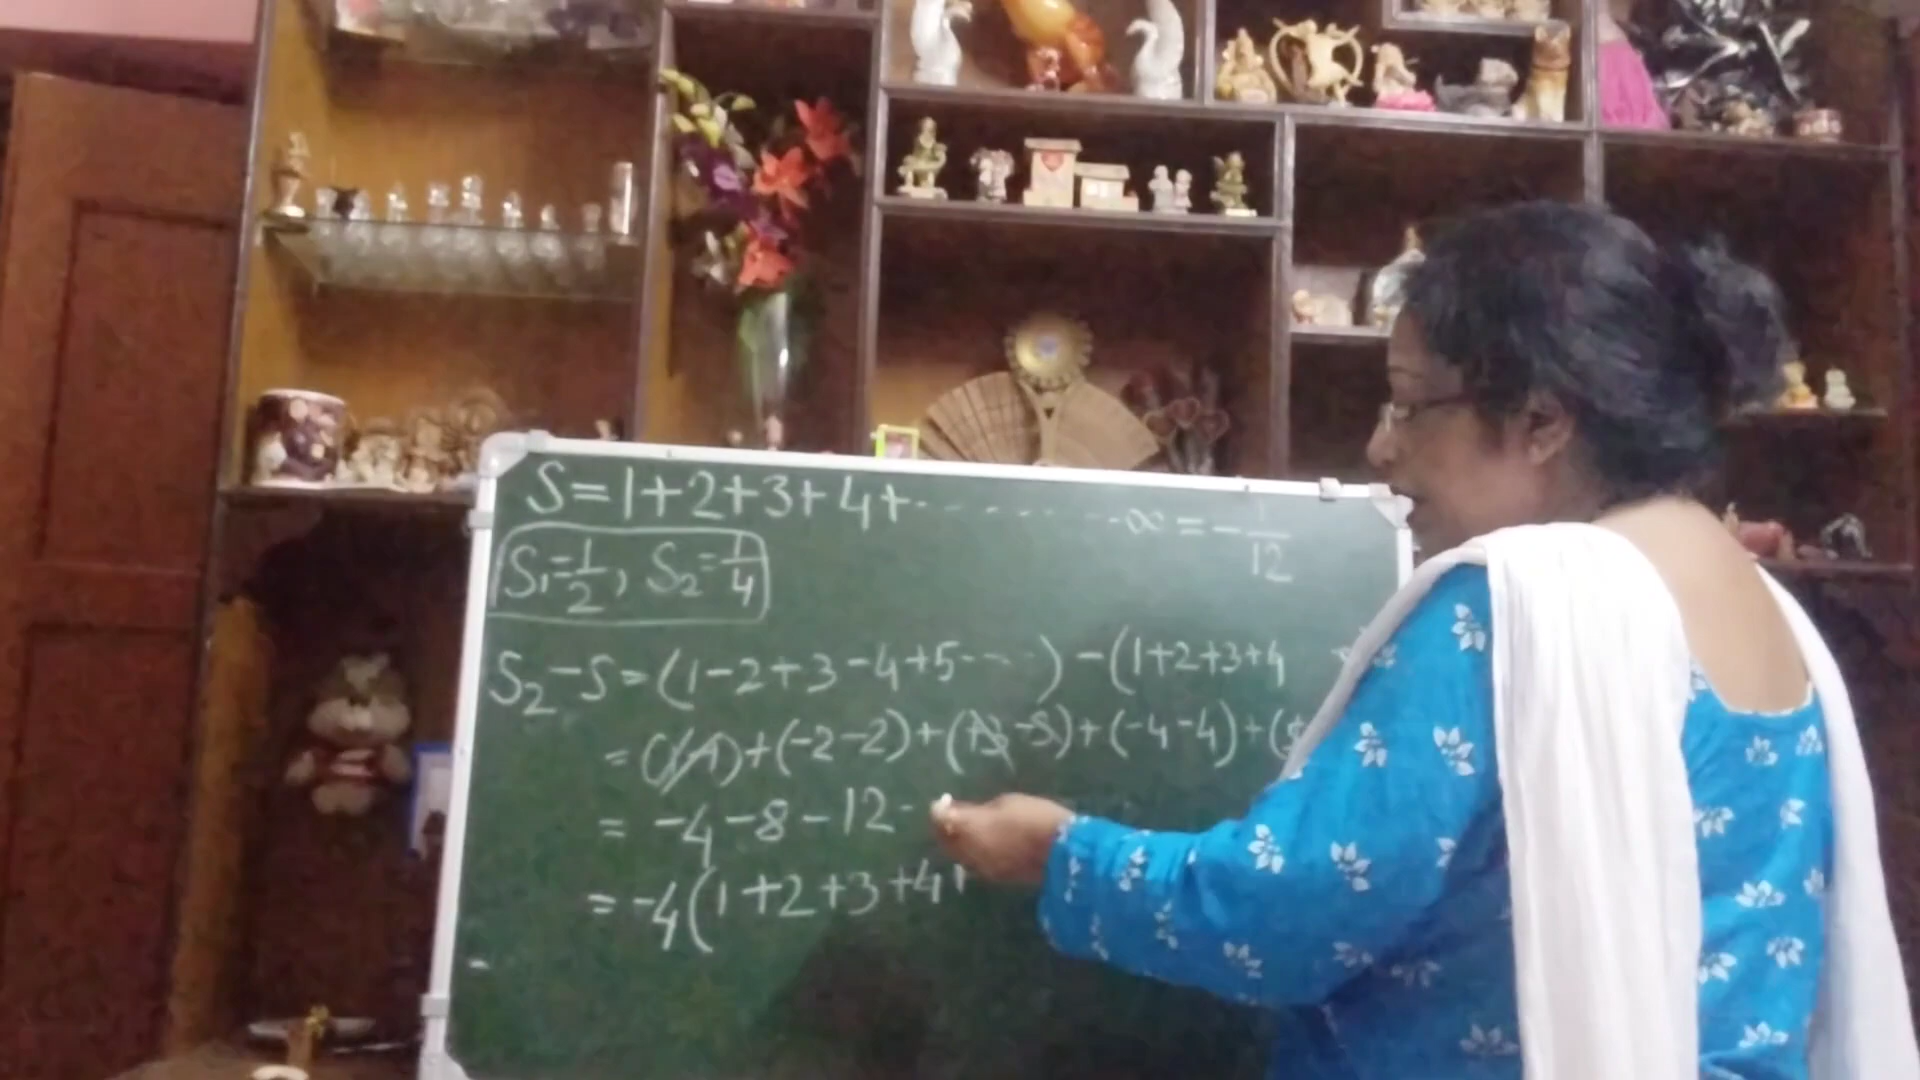 S=1+2+3+4+- - - - - - - ∞ = -1/12
S₁=1/2, S₂=1/4
S₂-S=(1-2+3-4+5- - - -) -(1+2+3+4
= (1-1)+(-2-2)+(+3-3)+(-4-4)+(5
= -4-8-12-
= -4(1+2+3+4+